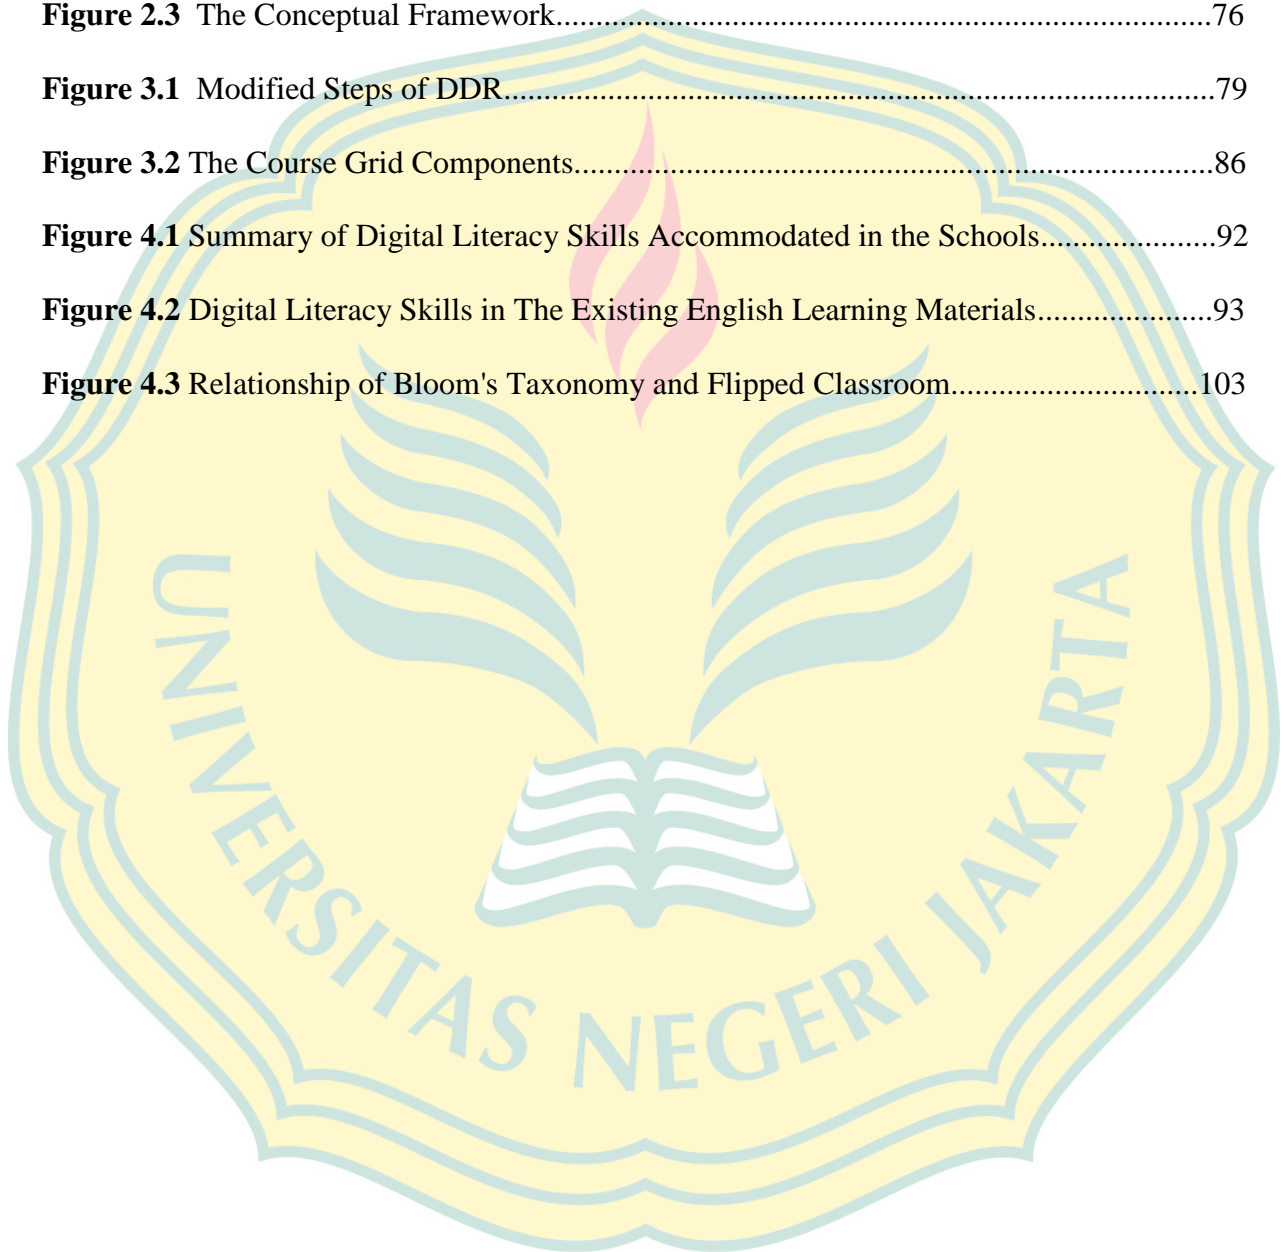 Figure 2.3  The Conceptual Framework...................................................................................76
Figure 3.1  Modified Steps of DDR.........................................................................................79
Figure 3.2 The Course Grid Components................................................................................86
Figure 4.1 Summary of Digital Literacy Skills Accommodated in the Schools.....................92
Figure 4.2 Digital Literacy Skills in The Existing English Learning Materials.....................93
Figure 4.3 Relationship of Bloom's Taxonomy and Flipped Classroom.............................103
UNIVERSITAS NEGERI JAKARTA